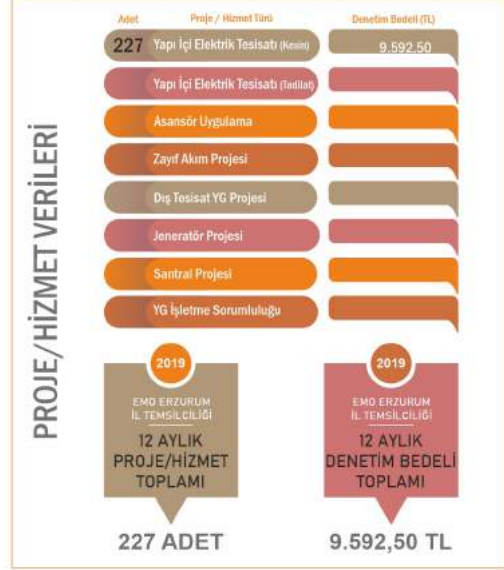 Adet Proje / Hizmet Türü Denetim Bedeli (TL)
227 Yapı İçi Elektrik Tesisatı (Kesin) 9.592,50
Yapı İçi Elektrik Tesisatı (Tadilat)
Asansör Uygulama
Zayıf Akım Projesi
Dış Tesisat YG Projesi
Jeneratör Projesi
Santral Projesi
YG İşletme Sorumluluğu
PROJE/HİZMET VERİLERİ
2019
EMO ERZURUM
İL TEMSİLCİLİĞİ
12 AYLIK
PROJE/HİZMET
TOPLAMI
227 ADET
2019
EMO ERZURUM
İL TEMSİLCİLİĞİ
12 AYLIK
DENETİM BEDELİ
TOPLAMI
9.592,50 TL